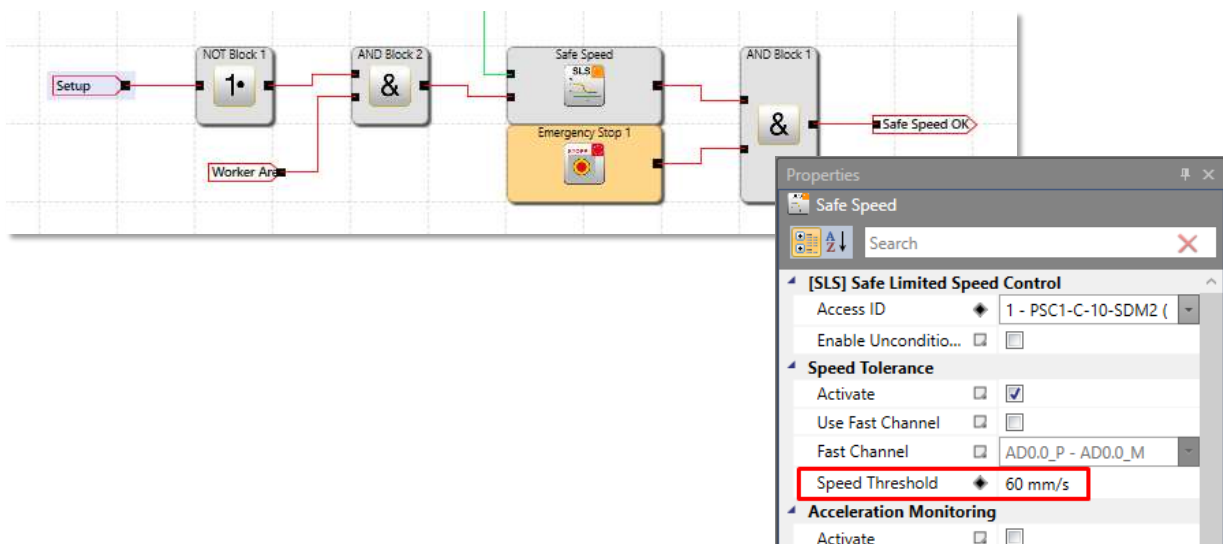 NOT Block 1
AND Block 2
Safe Speed
AND Block 1
SLS
Setup
1•
&
Emergency Stop 1
&
Safe Speed OK
STOPP
Worker Are
Properties
Safe Speed
Search
[SLS] Safe Limited Speed Control
Access ID 1 - PSC1-C-10-SDM2 (
Enable Unconditio...
Speed Tolerance
Activate
Use Fast Channel
Fast Channel AD0.0_P - AD0.0_M
Speed Threshold 60 mm/s
Acceleration Monitoring
Activate